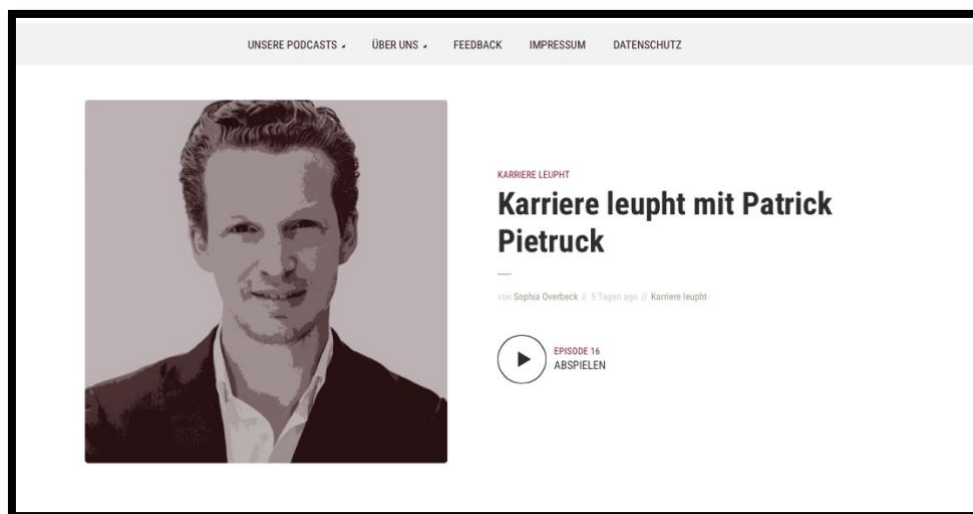 UNSERE PODCASTS
ÜBER UNS
FEEDBACK
IMPRESSUM
DATENSCHUTZ
KARRIERE LEUPHT
Karriere leupht mit Patrick
Pietruck
von Sophia Overbeck // 5 Tagen ago // Karriere leupht
EPISODE 16
ABSPIELEN